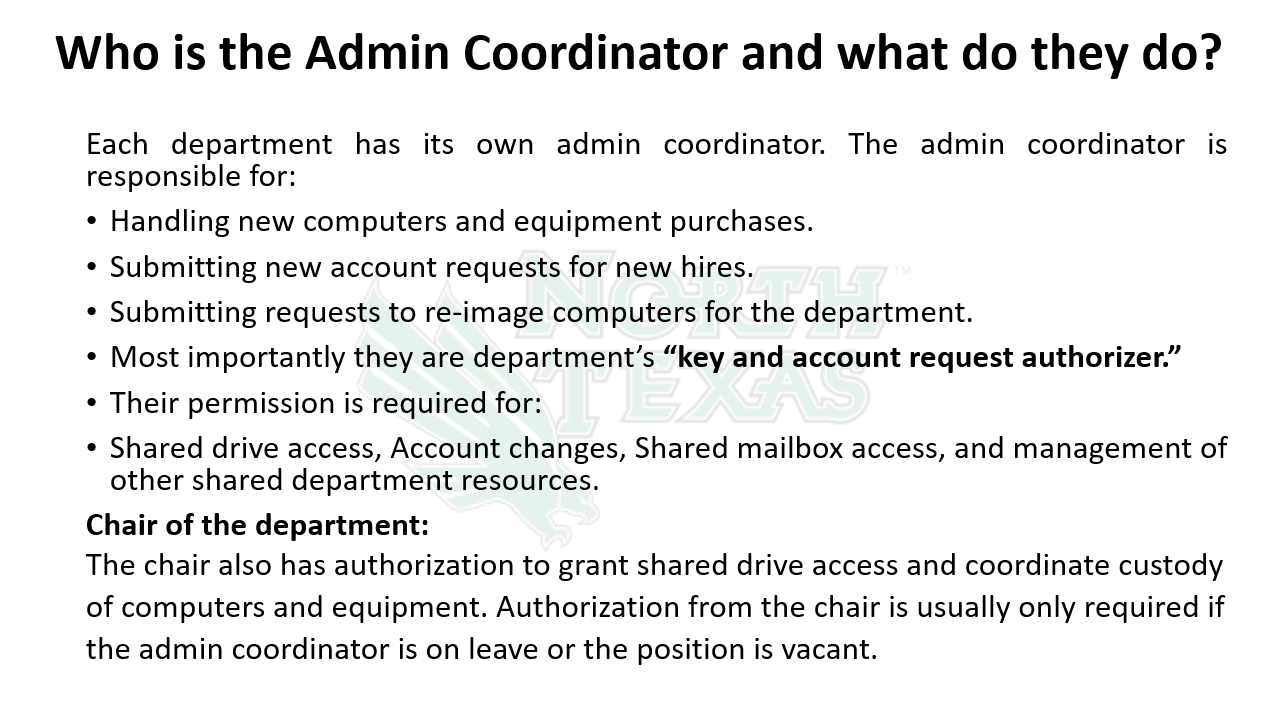 Who is the Admin Coordinator and what do they do?
Each department has its own admin coordinator. The admin coordinator is
responsible for:
• Handling new computers and equipment purchases.
• Submitting new account requests for new hires.
• Submitting requests to re-image computers for the department.
• Most importantly they are department’s “key and account request authorizer.”
• Their permission is required for:
• Shared drive access, Account changes, Shared mailbox access, and management of
other shared department resources.
Chair of the department:
The chair also has authorization to grant shared drive access and coordinate custody
of computers and equipment. Authorization from the chair is usually only required if
the admin coordinator is on leave or the position is vacant.
NORTH ™
TEXAS